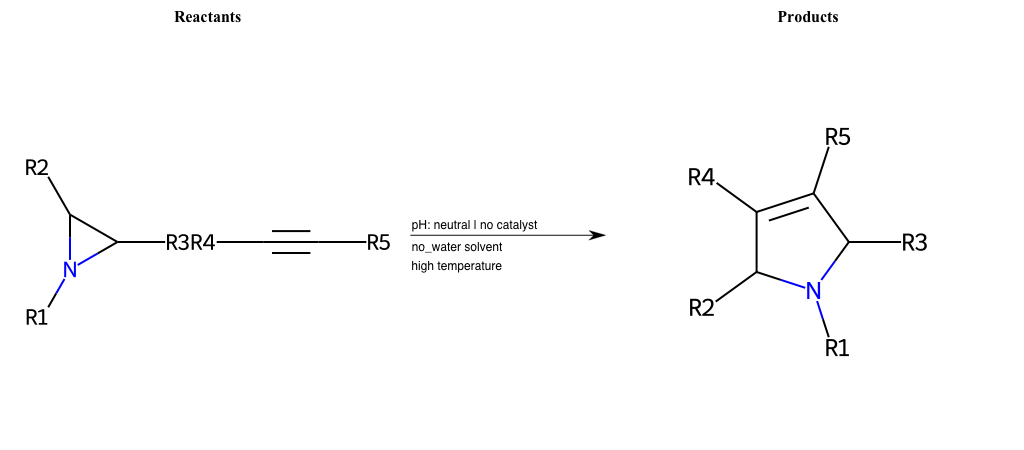 Reactants
Products
R2
R3R4
R5
N
R1
pH: neutral | no catalyst
no_water solvent
high temperature
R5
R4
R3
N
R2
R1